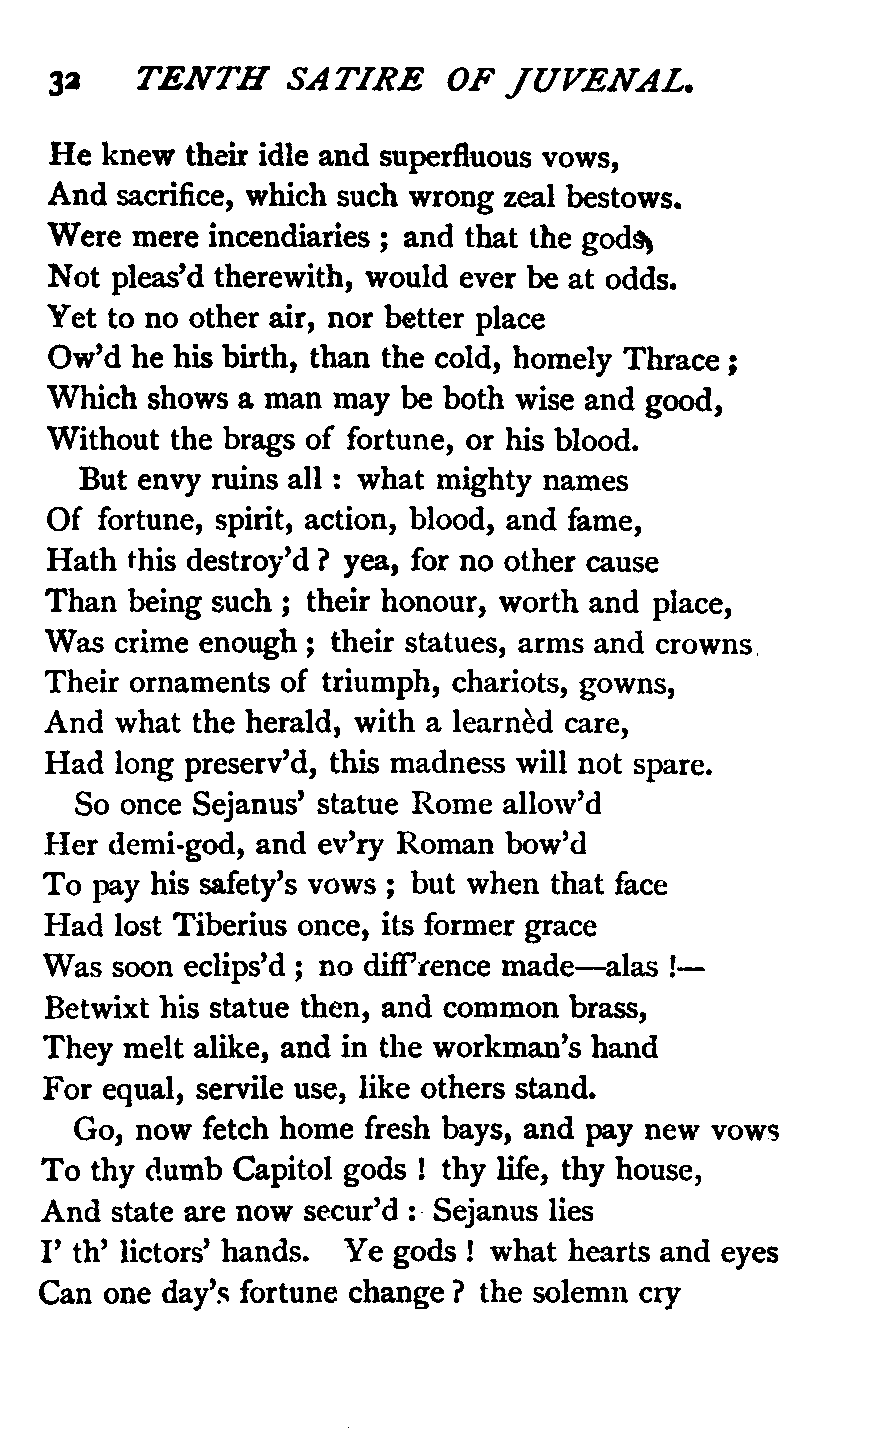 32 TENTH SATIRE OF JUVENAL.
He knew their idle and superfluous vows,
And sacrifice, which such wrong zeal bestows.
Were mere incendiaries ; and that the gods,
Not pleas’d therewith, would ever be at odds.
Yet to no other air, nor better place
Ow’d he his birth, than the cold, homely Thrace ;
Which shows a man may be both wise and good,
Without the brags of fortune, or his blood.
But envy ruins all : what mighty names
Of fortune, spirit, action, blood, and fame,
Hath this destroy’d ? yea, for no other cause
Than being such ; their honour, worth and place,
Was crime enough ; their statues, arms and crowns,
Their ornaments of triumph, chariots, gowns,
And what the herald, with a learnèd care,
Had long preserv’d, this madness will not spare.
So once Sejanus’ statue Rome allow’d
Her demi-god, and ev’ry Roman bow’d
To pay his safety’s vows ; but when that face
Had lost Tiberius once, its former grace
Was soon eclips’d ; no diff’rence made—alas !—
Betwixt his statue then, and common brass,
They melt alike, and in the workman’s hand
For equal, servile use, like others stand.
Go, now fetch home fresh bays, and pay new vows
To thy dumb Capitol gods ! thy life, thy house,
And state are now secur’d : Sejanus lies
I’ th’ lictors’ hands. Ye gods ! what hearts and eyes
Can one day’s fortune change ? the solemn cry